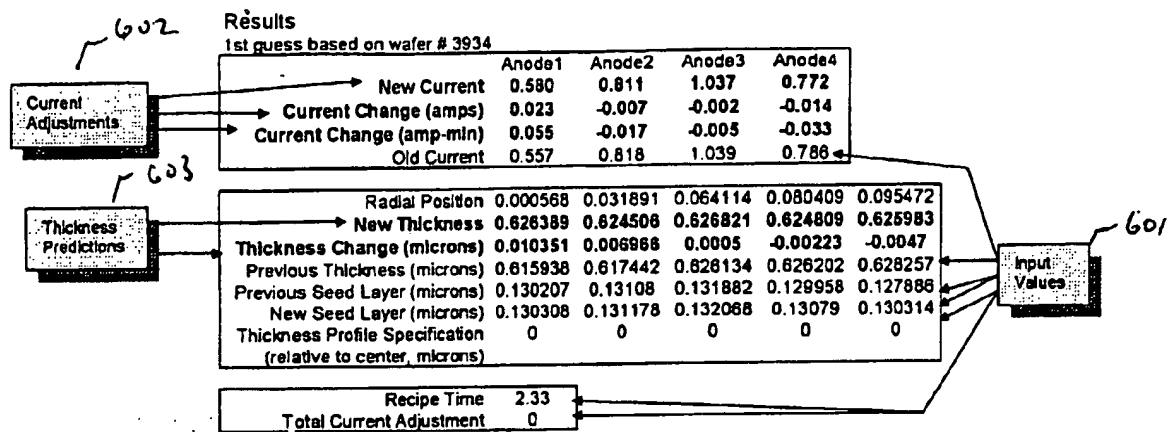 602
Results
1st guess based on wafer # 3934
Anode1 Anode2 Anode3 Anode4
New Current 0.580 0.811 1.037 0.772
Current Change (amps) 0.023 -0.007 -0.002 -0.014
Current Change (amp-min) 0.055 -0.017 -0.005 -0.033
Old Current 0.557 0.818 1.039 0.786
Current
Adjustments
603
Radial Position 0.000568 0.031891 0.064114 0.080409 0.095472
New Thickness 0.626389 0.624506 0.626821 0.624809 0.625983
Thickness Change (microns) 0.010351 0.006966 0.0005 -0.00223 -0.0047
Previous Thickness (microns) 0.615938 0.617442 0.626134 0.626202 0.628257
Previous Seed Layer (microns) 0.130207 0.13108 0.131882 0.129958 0.127886
New Seed Layer (microns) 0.130308 0.131178 0.132068 0.13079 0.130314
Thickness Profile Specification 0 0 0 0 0
(relative to center, microns)
Thickness
Predictions
601
Input
Values
Recipe Time 2.33
Total Current Adjustment 0